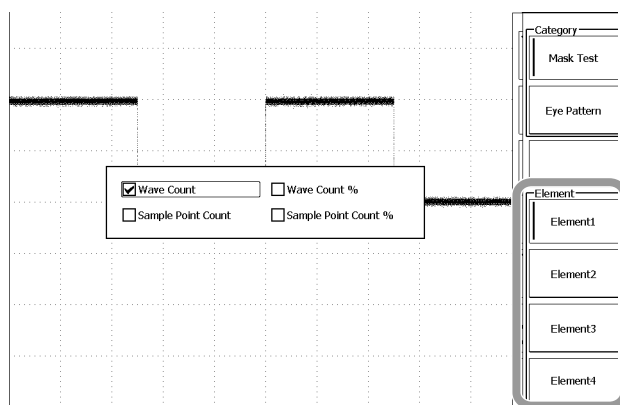 Category
Mask Test
Eye Pattern
Wave Count
Wave Count %
Sample Point Count
Sample Point Count %
Element
Element1
Element2
Element3
Element4